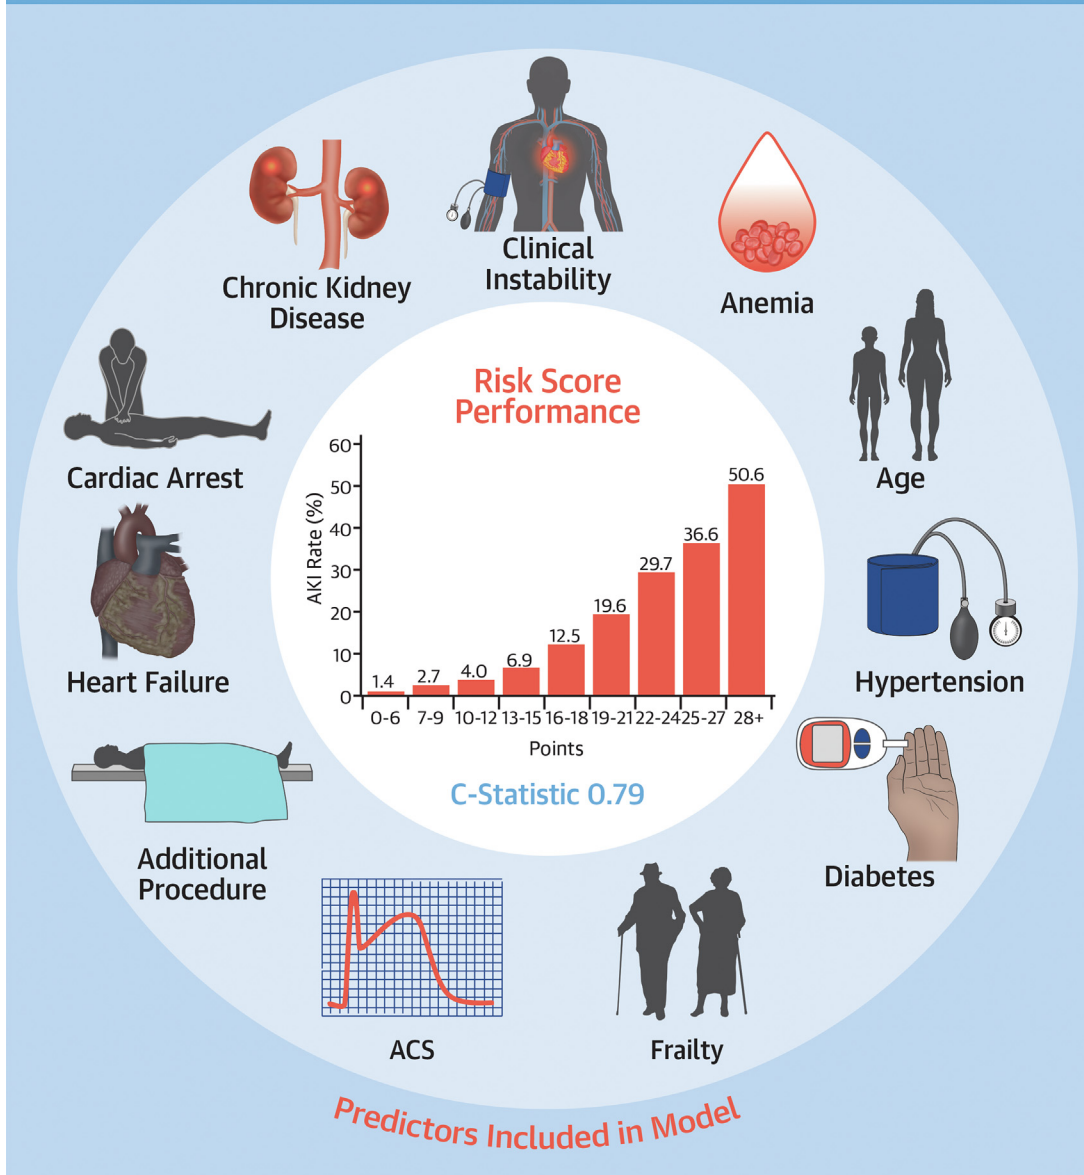 Clinical
Instability
Anemia
Age
Hypertension
Diabetes
Frailty
ACS
Additional
Procedure
Heart Failure
Cardiac Arrest
Chronic Kidney
Disease
Risk Score
Performance
AKI Rate (%)
60
50
40
30
20
10
0
1.4
2.7
4.0
6.9
12.5
19.6
29.7
36.6
50.6
0-6 7-9 10-12 13-15 16-18 19-21 22-24 25-27 28+
Points
C-Statistic 0.79
Predictors Included in Model